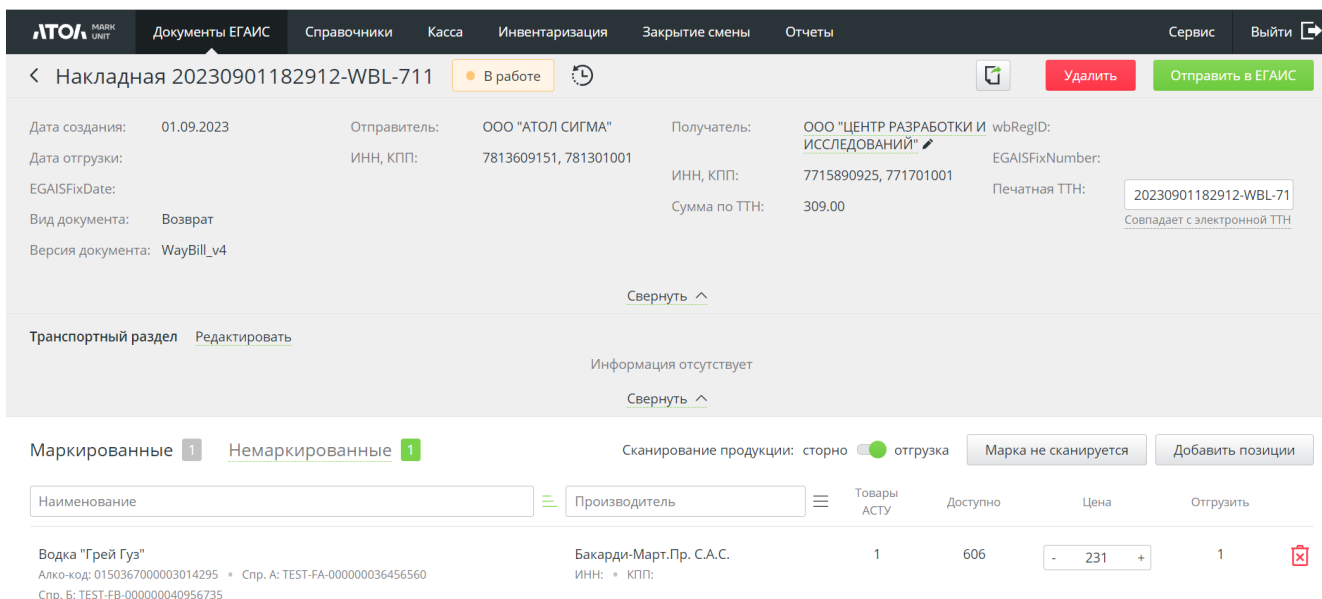 АТОЛ MARK UNIT Документы ЕГАИС Справочники Касса Инвентаризация Закрытие смены Отчеты Сервис Выйти
Накладная 20230901182912-WBL-711 В работе Удалить Отправить в ЕГАИС
Дата создания: 01.09.2023 Отправитель: ООО "АТОЛ СИГМА" Получатель: ООО "ЦЕНТР РАЗРАБОТКИ И ИССЛЕДОВАНИЙ" wbRegID:
Дата отгрузки: ИНН, КПП: 7813609151, 781301001 EGAISFixNumber:
ИНН, КПП: 7715890925, 771701001
EGAISFixDate: Печатная ТТН: 20230901182912-WBL-71
Сумма по ТТН: 309.00
Вид документа: Возврат Совпадает с электронной ТТН
Версия документа: WayBill_v4
Свернуть
Транспортный раздел Редактировать
Информация отсутствует
Свернуть
Маркированные 1 Немаркированные 1 Сканирование продукции: сторно отгрузка Марка не сканируется Добавить позиции
Наименование Производитель Товары АСТУ Доступно Цена Отгрузить
Водка "Грей Гуз" Бакарди-Март.Пр. С.А.С. 1 606 - 231 + 1
Алко-код: 0150367000003014295 Спр. А: TEST-FA-000000036456560 ИНН: КПП:
Спр. Б: TEST-FB-000000040956735